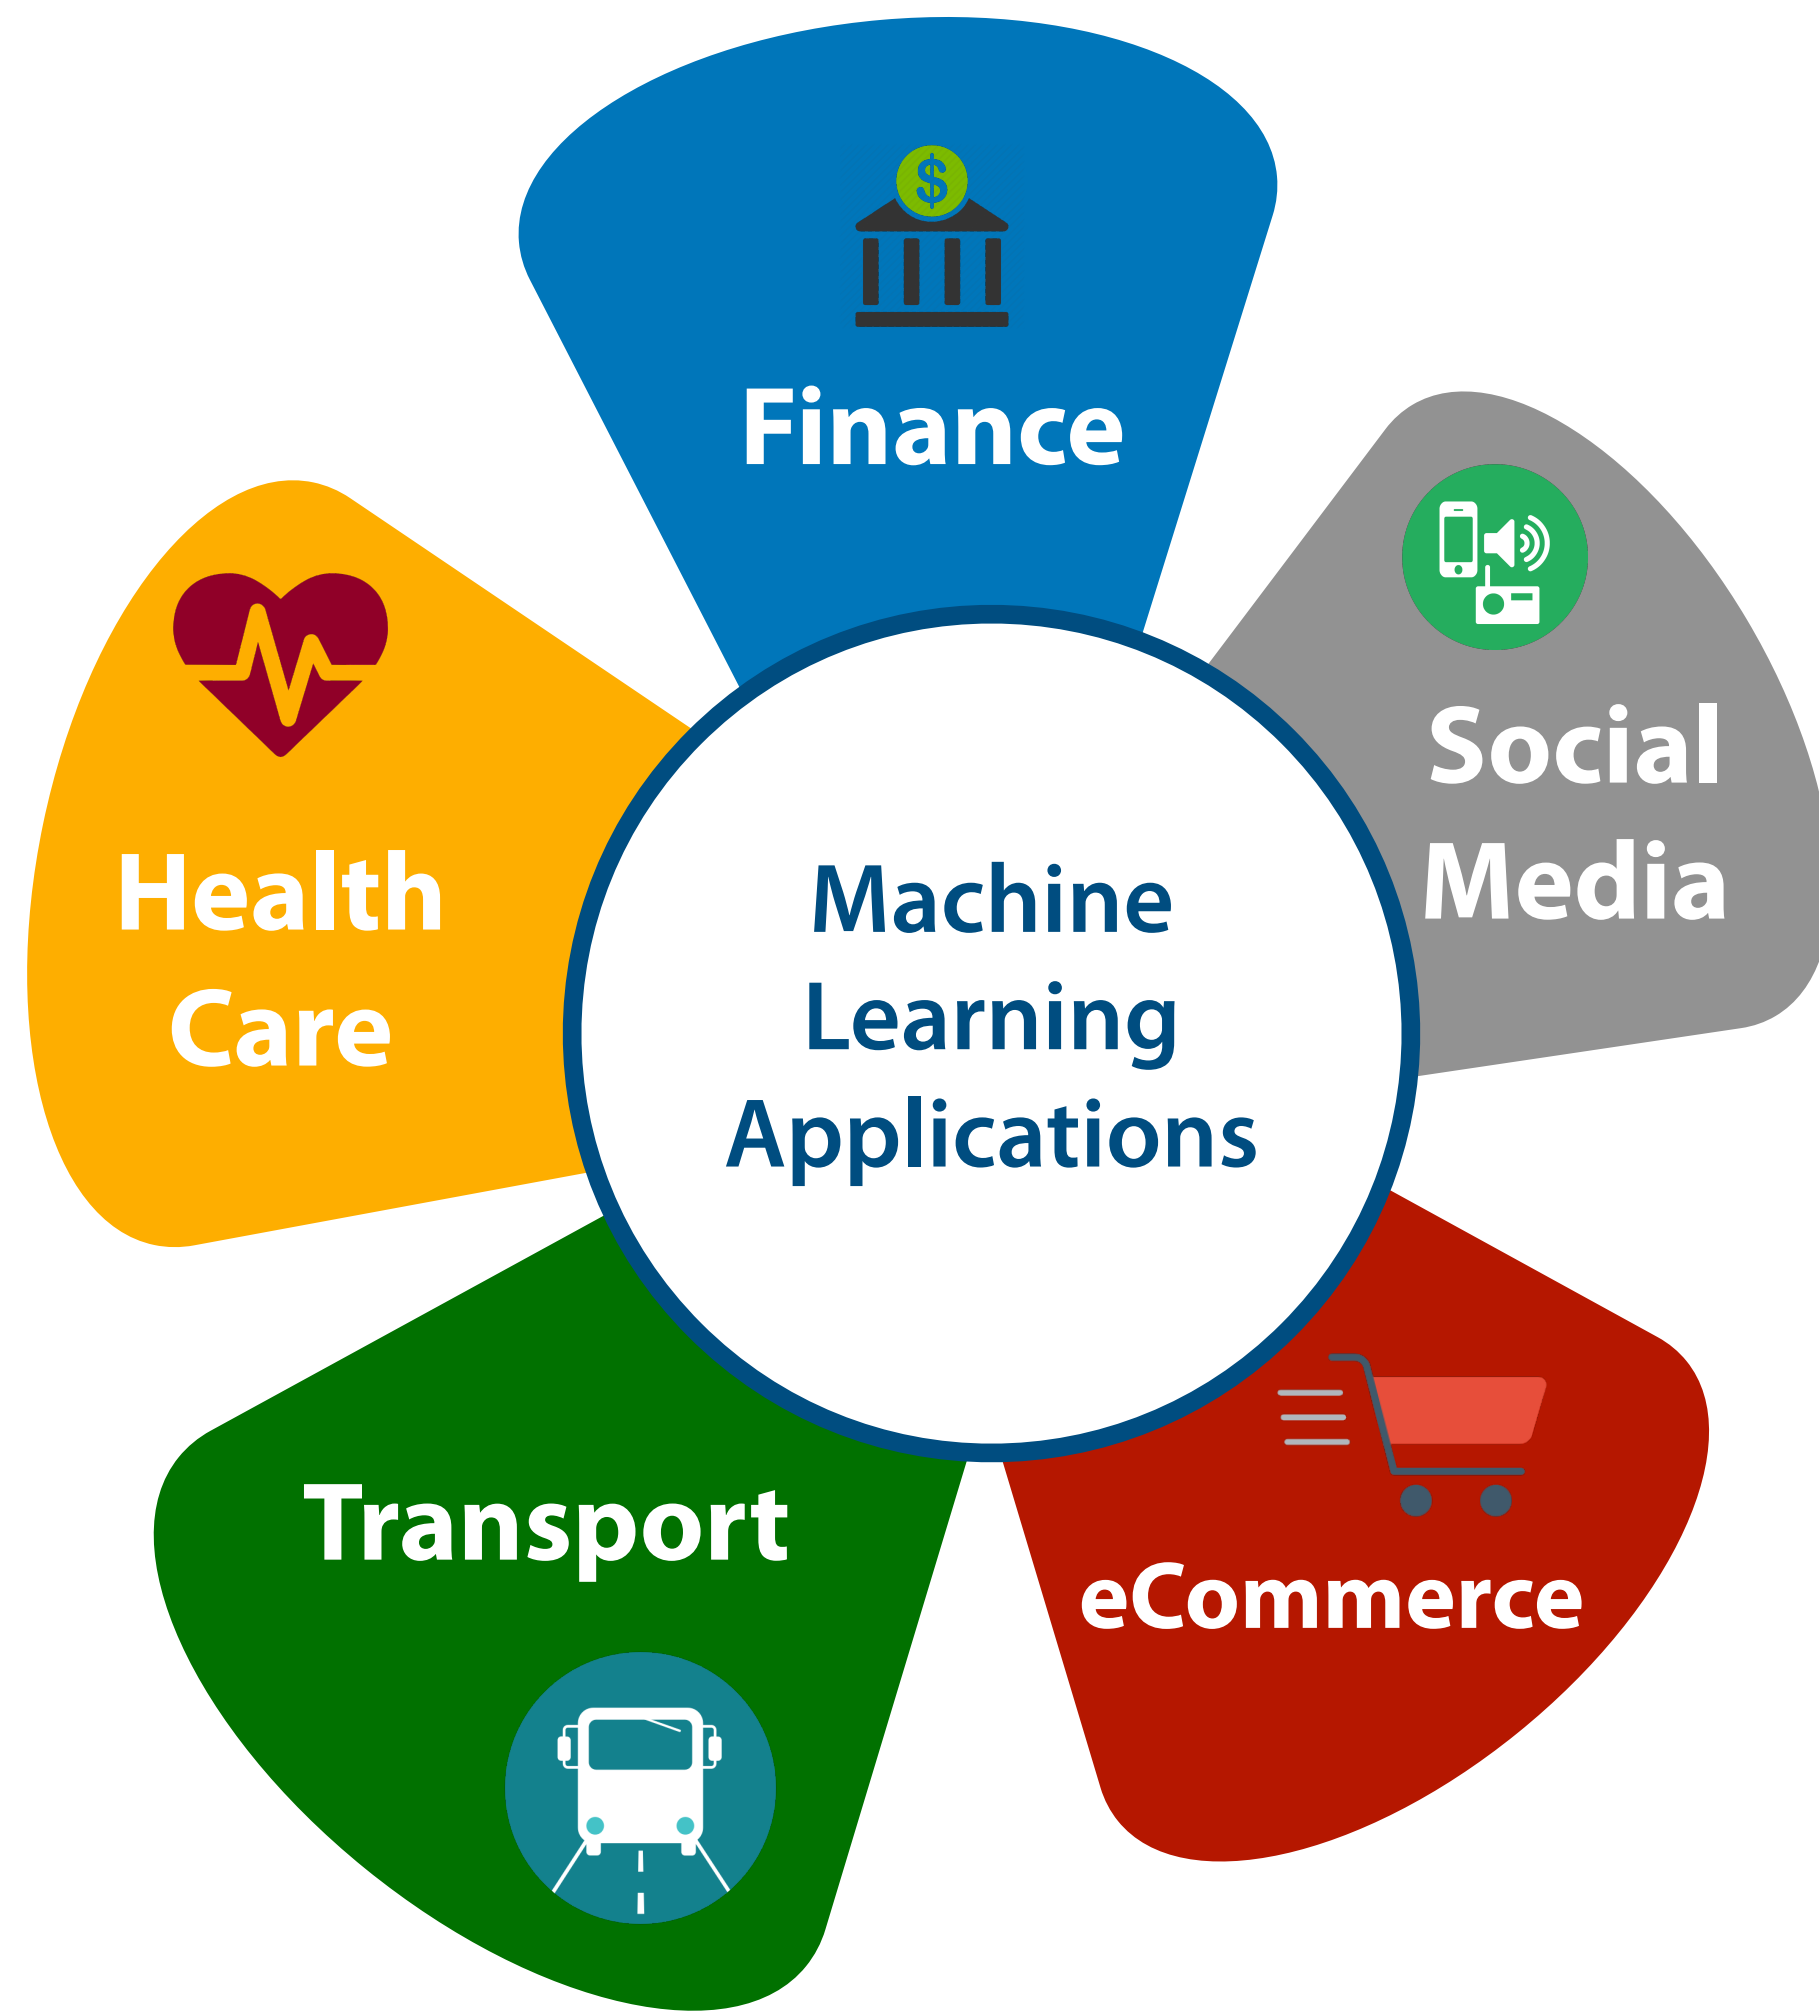 $
Finance
Social
Media
Health
Care
Machine
Learning
Applications
Transport
eCommerce